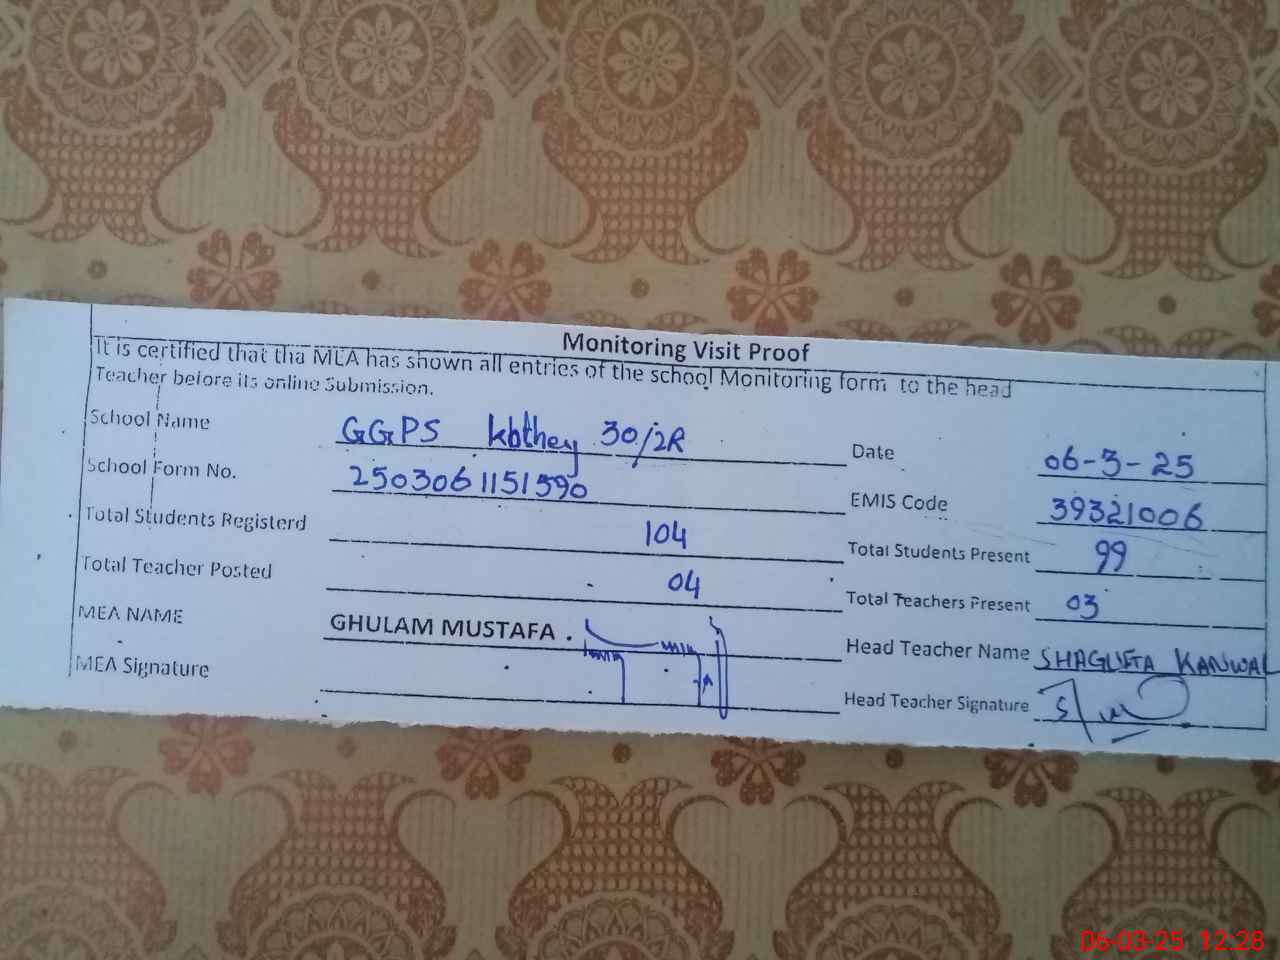 Monitoring Visit Proof
It is certified that tha MEA has shown all entries of the school Monitoring form to the head
Teacher before its online Submission.
School Name GGPS kothey 30/2R Date 06-3-25
School Form No. 2503061151590 EMIS Code 39321006
Total Students Registerd 104 Total Students Present 99
Total Teacher Posted 04 Total Teachers Present 03
MEA NAME GHULAM MUSTAFA . Head Teacher Name SHAGUFTA KANWAL
MEA Signature Head Teacher Signature
06-03-25 12:28